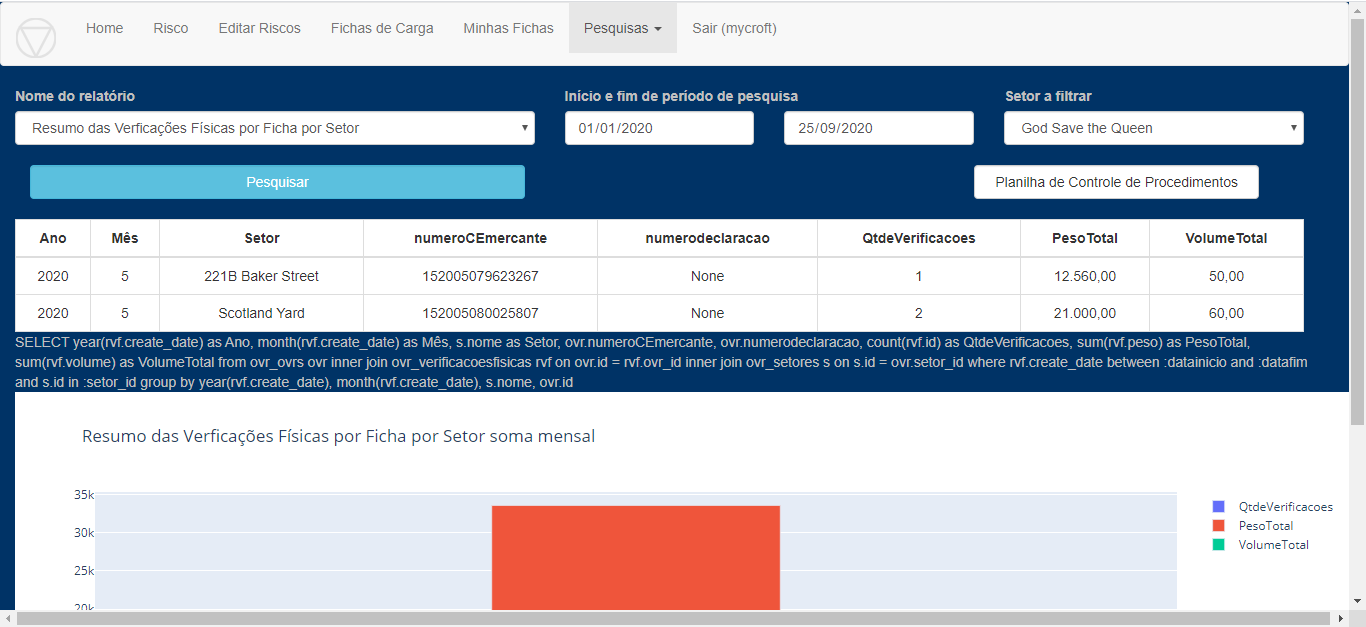 Home Risco Editar Riscos Fichas de Carga Minhas Fichas Pesquisas Sair (mycroft)
Nome do relatório Início e fim de período de pesquisa Setor a filtrar
Resumo das Verficações Físicas por Ficha por Setor 01/01/2020 25/09/2020 God Save the Queen
Pesquisar Planilha de Controle de Procedimentos
Ano Mês Setor numeroCEmercante numerodeclaracao QtdeVerificacoes PesoTotal VolumeTotal
2020 5 221B Baker Street 152005079623267 None 1 12.560,00 50,00
2020 5 Scotland Yard 152005080025807 None 2 21.000,00 60,00
SELECT year(rvf.create_date) as Ano, month(rvf.create_date) as Mês, s.nome as Setor, ovr.numeroCEmercante, ovr.numerodeclaracao, count(rvf.id) as QtdeVerificacoes, sum(rvf.peso) as PesoTotal,
sum(rvf.volume) as VolumeTotal from ovr_ovrs ovr inner join ovr_verificacoesfisicas rvf on ovr.id = rvf.ovr_id inner join ovr_setores s on s.id = ovr.setor_id where rvf.create_date between :datainicio and :datafim
and s.id in :setor_id group by year(rvf.create_date), month(rvf.create_date), s.nome, ovr.id
Resumo das Verficações Físicas por Ficha por Setor soma mensal
35k
30k
25k
20k
QtdeVerificacoes
PesoTotal
VolumeTotal